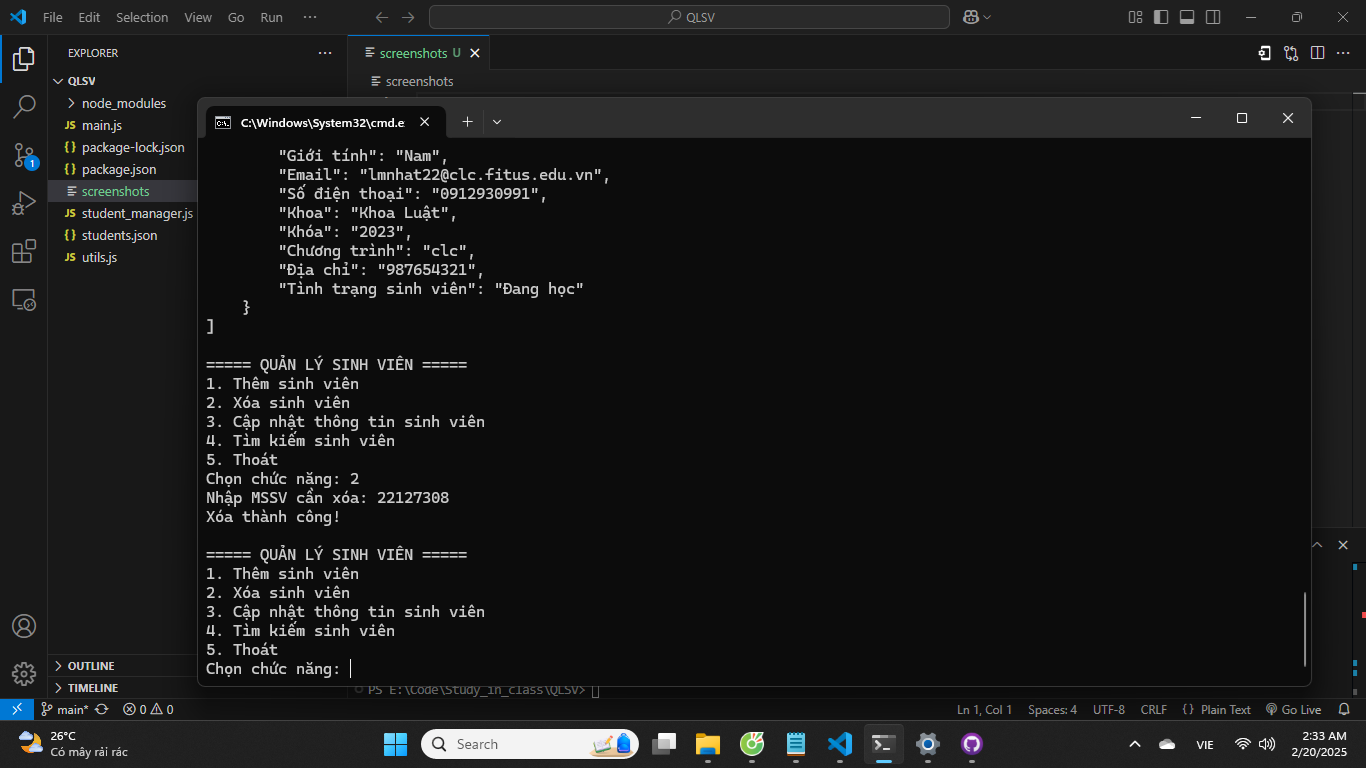 File Edit Selection View Go Run ···
QLSV
EXPLORER ···
screenshots U
QLSV
screenshots
node_modules
JS main.js
{} package-lock.json
{} package.json
screenshots
JS student_manager.js
{} students.json
JS utils.js
1
C:\Windows\System32\cmd.e
"Giới tính": "Nam",
"Email": "lmnhat22@clc.fitus.edu.vn",
"Số điện thoại": "0912930991",
"Khoa": "Khoa Luật",
"Khóa": "2023",
"Chương trình": "clc",
"Địa chỉ": "987654321",
"Tình trạng sinh viên": "Đang học"
}
]
===== QUẢN LÝ SINH VIÊN =====
1. Thêm sinh viên
2. Xóa sinh viên
3. Cập nhật thông tin sinh viên
4. Tìm kiếm sinh viên
5. Thoát
Chọn chức năng: 2
Nhập MSSV cần xóa: 22127308
Xóa thành công!
===== QUẢN LÝ SINH VIÊN =====
1. Thêm sinh viên
2. Xóa sinh viên
3. Cập nhật thông tin sinh viên
4. Tìm kiếm sinh viên
5. Thoát
Chọn chức năng:
OUTLINE
TIMELINE
PS E:\Code\Study_in_class\QLSV>
main* 0 0
Ln 1, Col 1 Spaces: 4 UTF-8 CRLF {} Plain Text Go Live
26°C
Có mây rải rác
Search
VIE
2:33 AM
2/20/2025